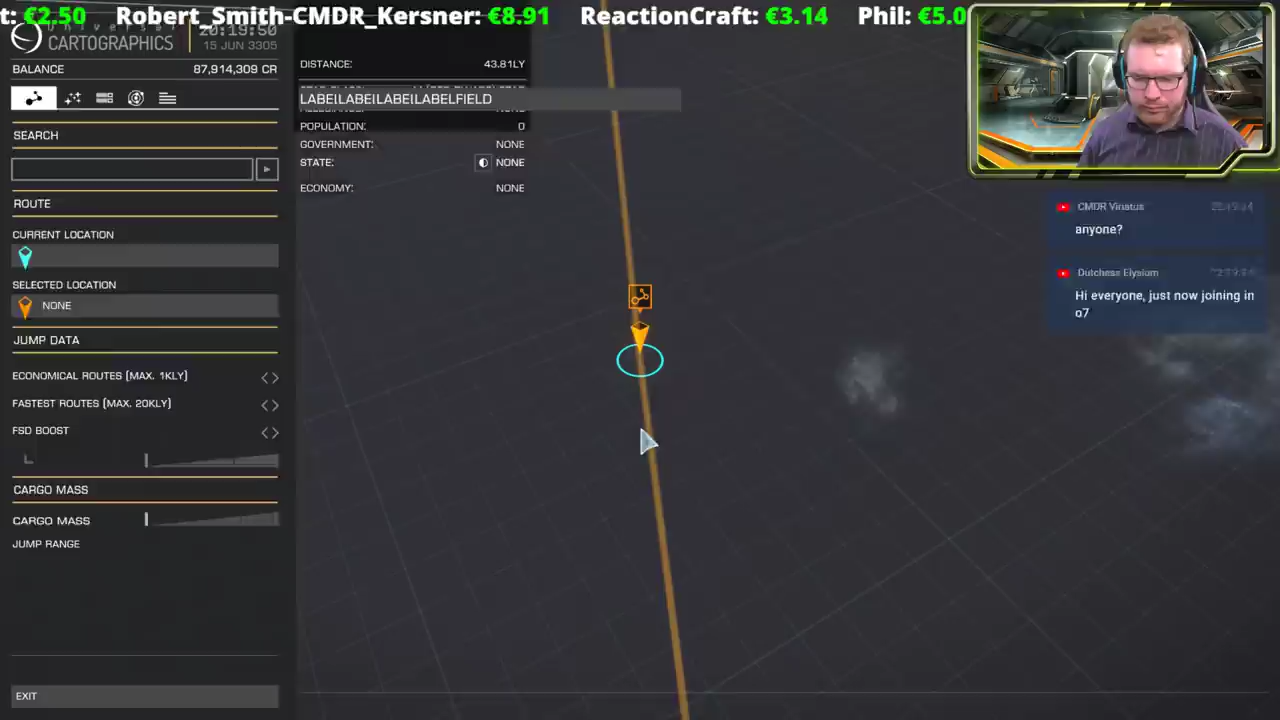 t: €2.50 Robert_Smith-CMDR_Kersner: €8.91 ReactionCraft: €3.14 Phil: €5.0
Universal
CARTOGRAPHICS
20:19:50
15 JUN 3305
BALANCE 87,914,309 CR
SEARCH
ROUTE
CURRENT LOCATION
SELECTED LOCATION
NONE
JUMP DATA
ECONOMICAL ROUTES (MAX. 1KLY)
FASTEST ROUTES (MAX. 20KLY)
FSD BOOST
CARGO MASS
CARGO MASS
JUMP RANGE
EXIT
DISTANCE: 43.81LY
LABEILABEILABEILABELFIELD
POPULATION: 0
GOVERNMENT: NONE
STATE: NONE
ECONOMY: NONE
CMDR Viriatus
anyone?
Dutchess Elysium
Hi everyone, just now joining in
o7